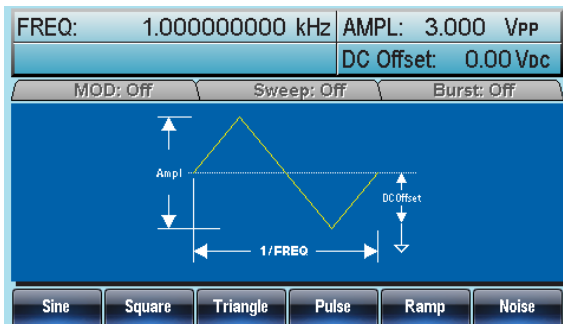 FREQ: 1.000000000 kHz AMPL: 3.000 VPP
DC Offset: 0.00 VDC
MOD: Off Sweep: Off Burst: Off
Ampl
DC Offset
1/FREQ
Sine Square Triangle Pulse Ramp Noise